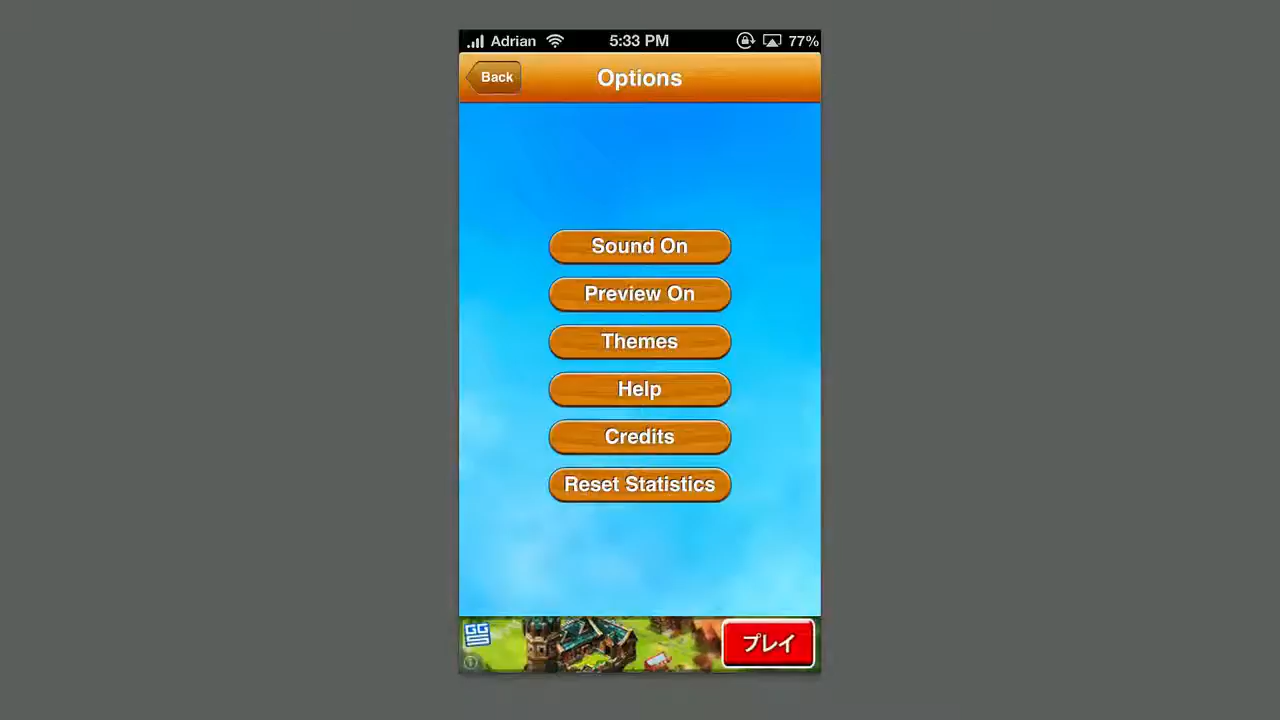 Adrian 5:33 PM 77%
Back Options
Sound On
Preview On
Themes
Help
Credits
Reset Statistics
GGS
プレイ